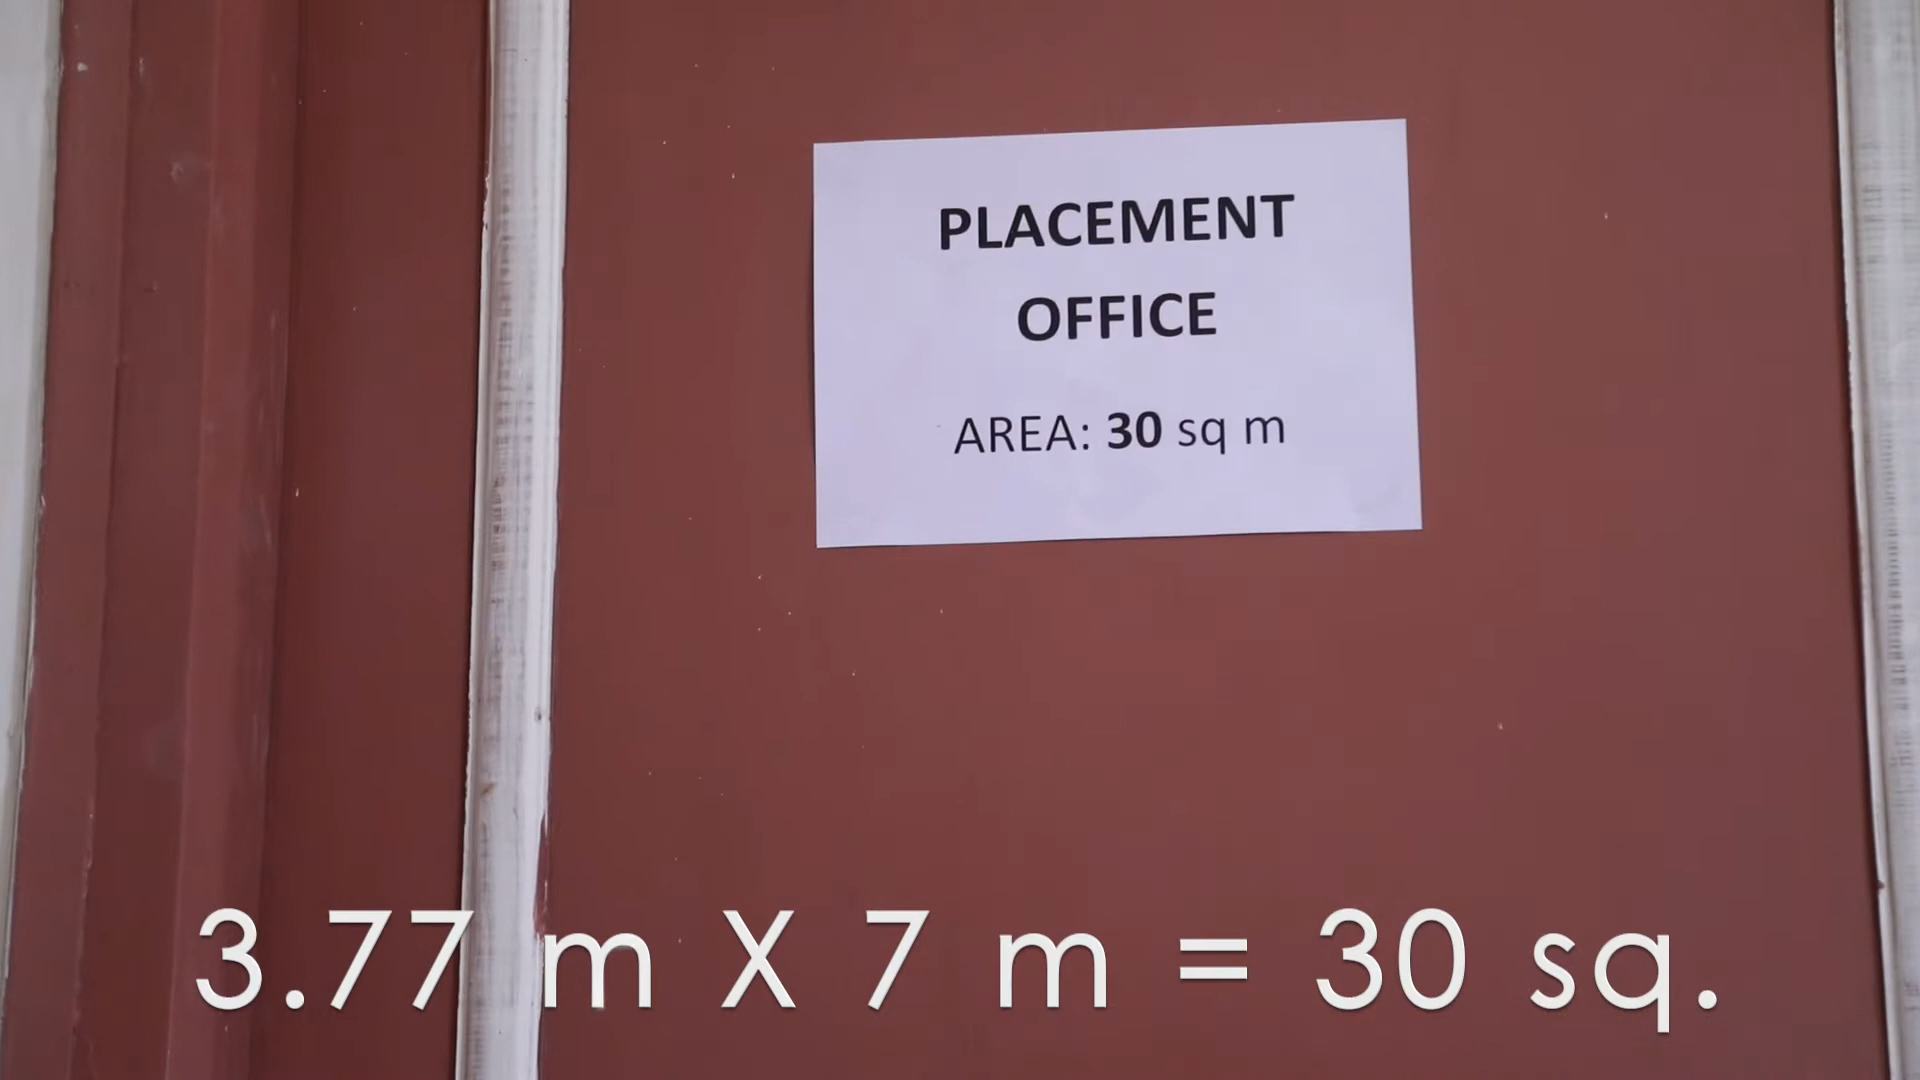 PLACEMENT
OFFICE
AREA: 30 sq m
3.77 m X 7 m = 30 sq.